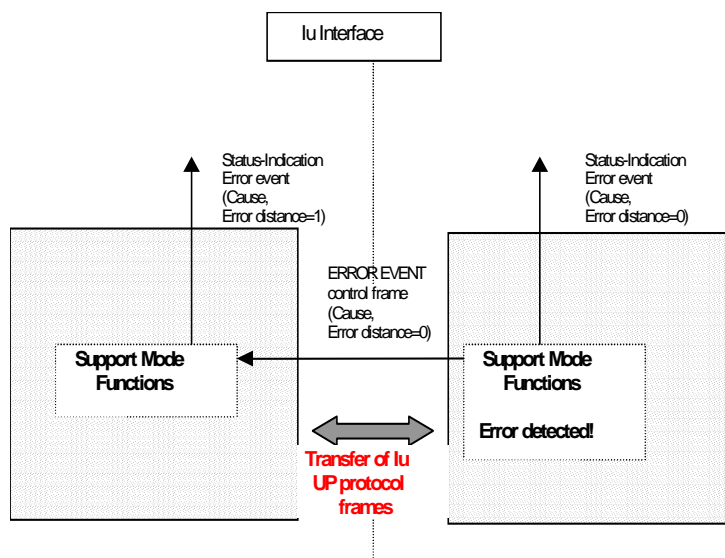 Iu Interface
Status-Indication
Error event
(Cause,
Error distance=1)
Status-Indication
Error event
(Cause,
Error distance=0)
ERROR EVENT
control frame
(Cause,
Error distance=0)
Support Mode
Functions
Support Mode
Functions
Error detected!
Transfer of Iu
UP protocol
frames